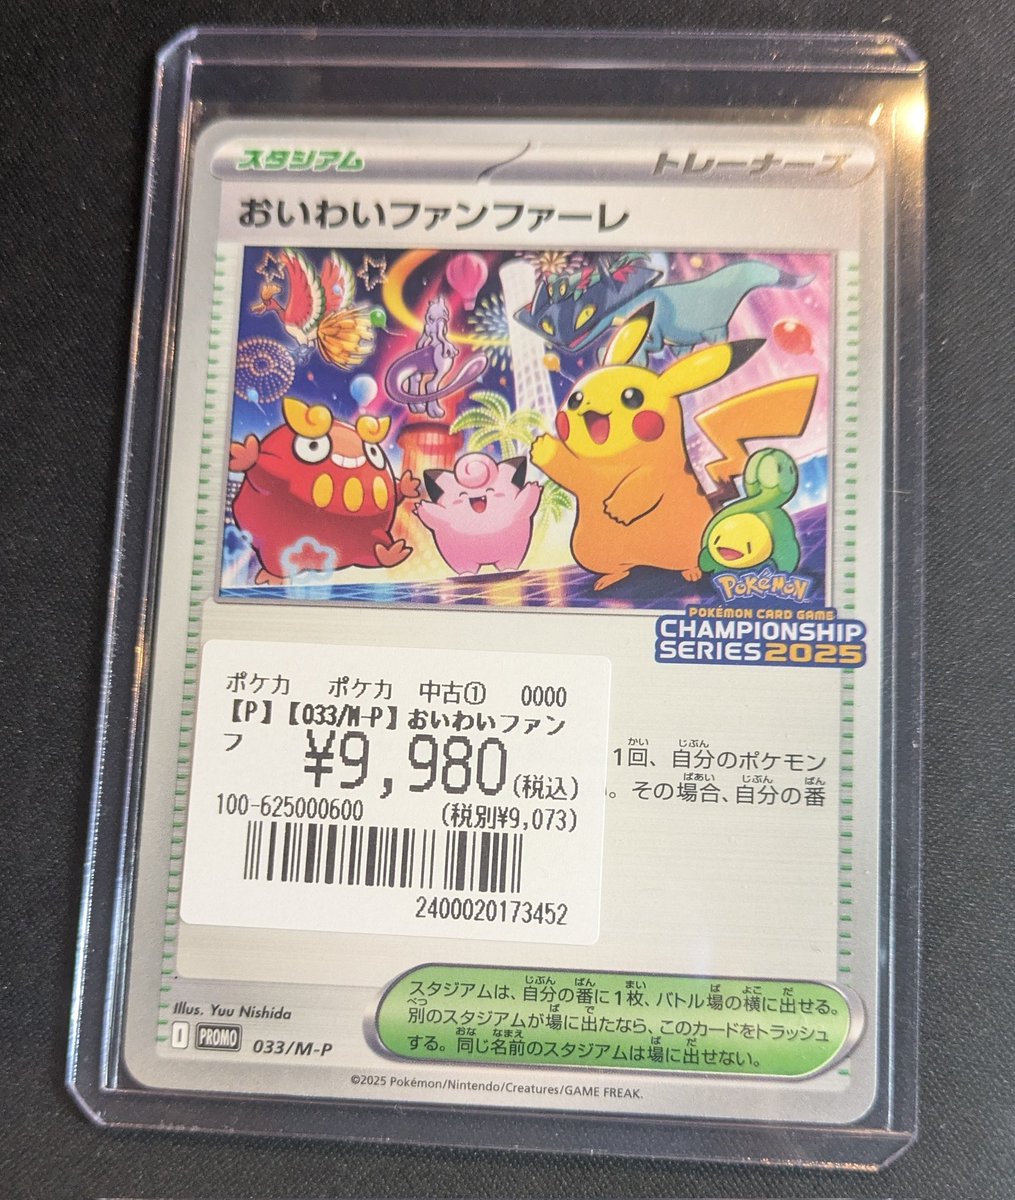 スタジアム
トレーナーズ
おいわいファンファーレ
Pokémon
POKÉMON CARD GAME
CHAMPIONSHIP
SERIES 2025
ポケカ ポケカ 中古① 0000
【P】【033/M-P】おいわいファン
フ ¥9,980(税込)
100-625000600 (税別¥9,073)
2400020173452
1回、自分のポケモン
。その場合、自分の番
スタジアムは、自分の番に1枚、バトル場の横に出せる。
別のスタジアムが場に出たなら、このカードをトラッシュ
する。同じ名前のスタジアムは場に出せない。
Illus. Yuu Nishida
I PROMO 033/M-P
©2025 Pokémon/Nintendo/Creatures/GAME FREAK.